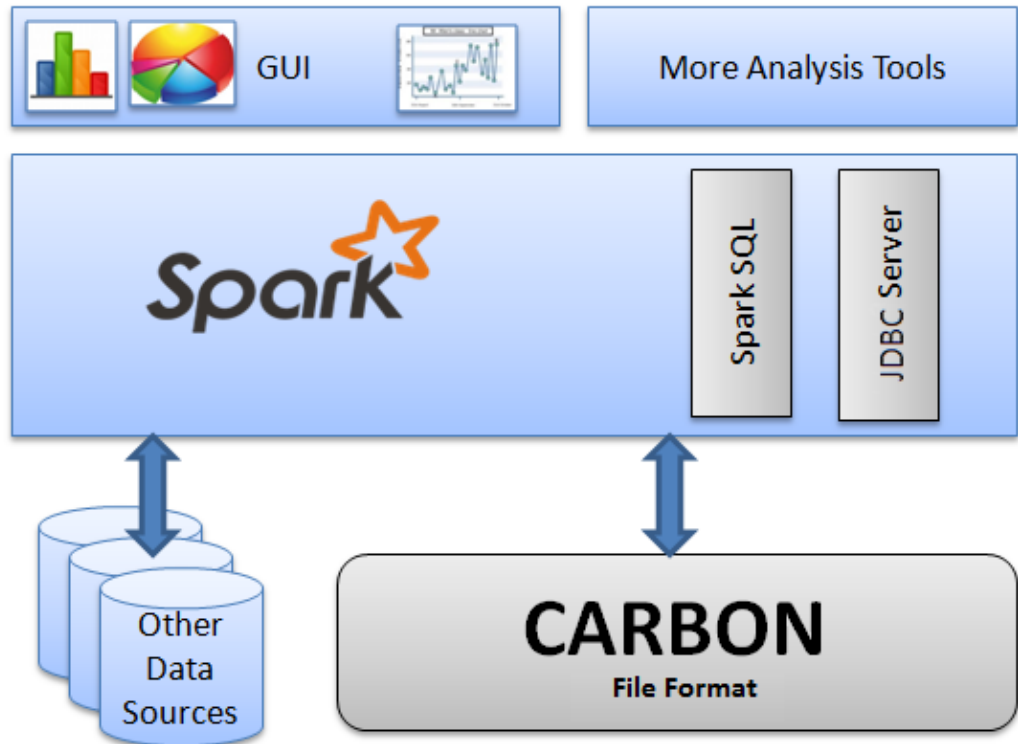 GUI
More Analysis Tools
Spark
Spark SQL
JDBC Server
Other
Data
Sources
CARBON
File Format